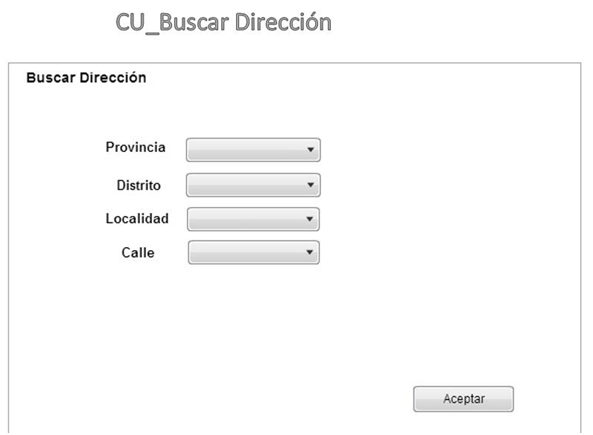 CU_Buscar Dirección
Buscar Dirección
Provincia
Distrito
Localidad
Calle
Aceptar